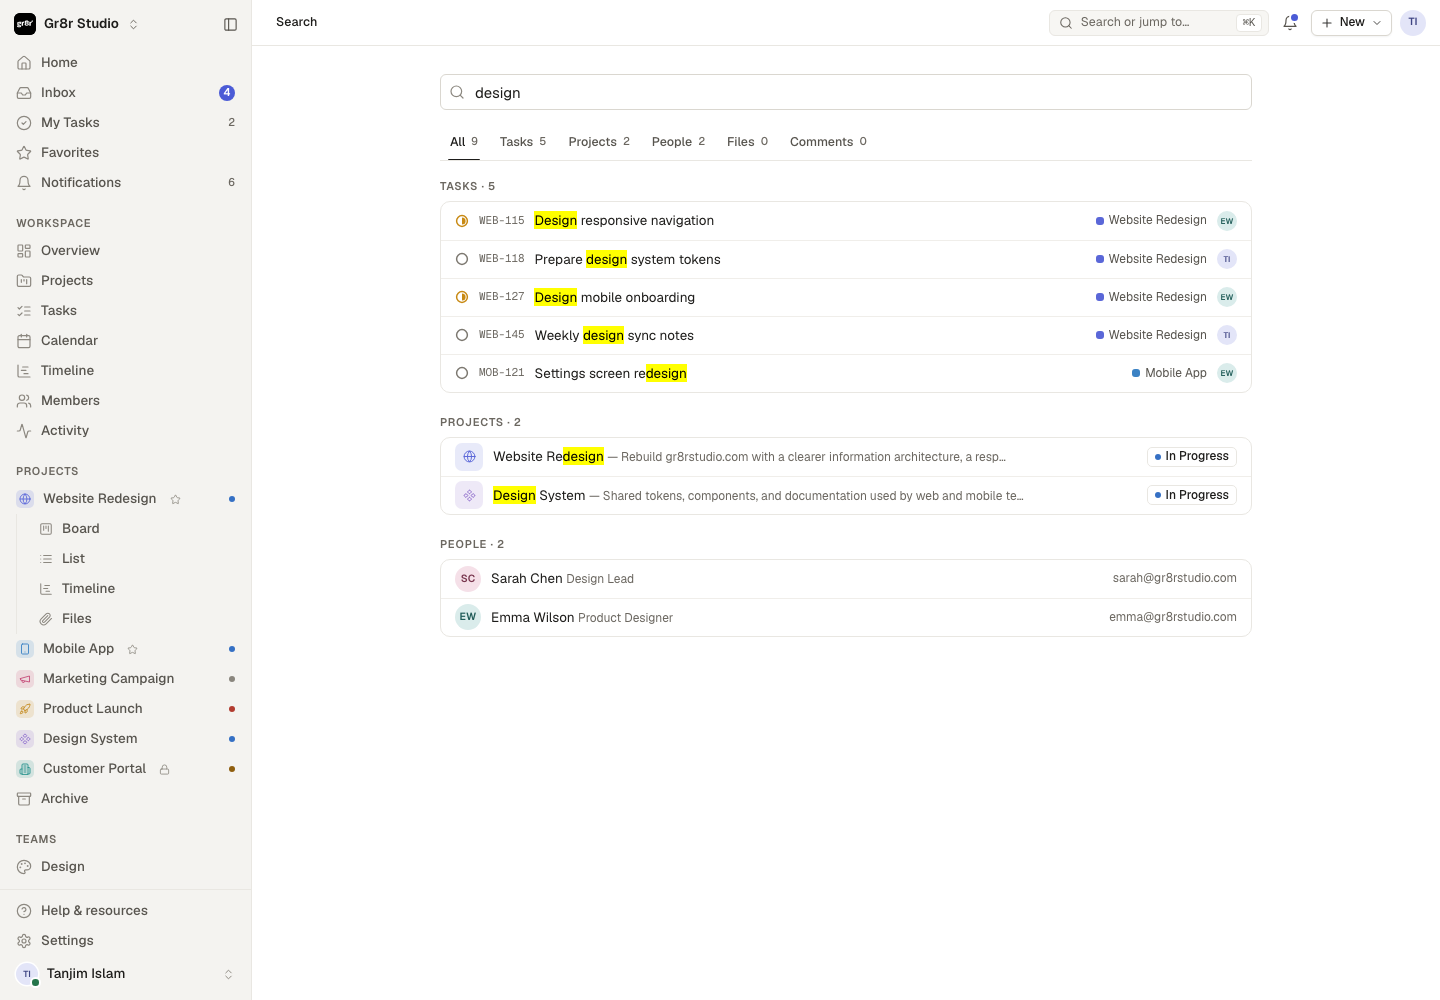 gr8r Gr8r Studio
Home
Inbox 4
My Tasks 2
Favorites
Notifications 6
WORKSPACE
Overview
Projects
Tasks
Calendar
Timeline
Members
Activity
PROJECTS
Website Redesign
Board
List
Timeline
Files
Mobile App
Marketing Campaign
Product Launch
Design System
Customer Portal
Archive
TEAMS
Design
Help & resources
Settings
TI Tanjim Islam
Search
Search or jump to... ⌘K
New
TI
design
All 9 Tasks 5 Projects 2 People 2 Files 0 Comments 0
TASKS · 5
WEB-115 Design responsive navigation Website Redesign EW
WEB-118 Prepare design system tokens Website Redesign TI
WEB-127 Design mobile onboarding Website Redesign EW
WEB-145 Weekly design sync notes Website Redesign TI
MOB-121 Settings screen redesign Mobile App EW
PROJECTS · 2
Website Redesign — Rebuild gr8rstudio.com with a clearer information architecture, a resp... In Progress
Design System — Shared tokens, components, and documentation used by web and mobile te... In Progress
PEOPLE · 2
SC Sarah Chen Design Lead sarah@gr8rstudio.com
EW Emma Wilson Product Designer emma@gr8rstudio.com